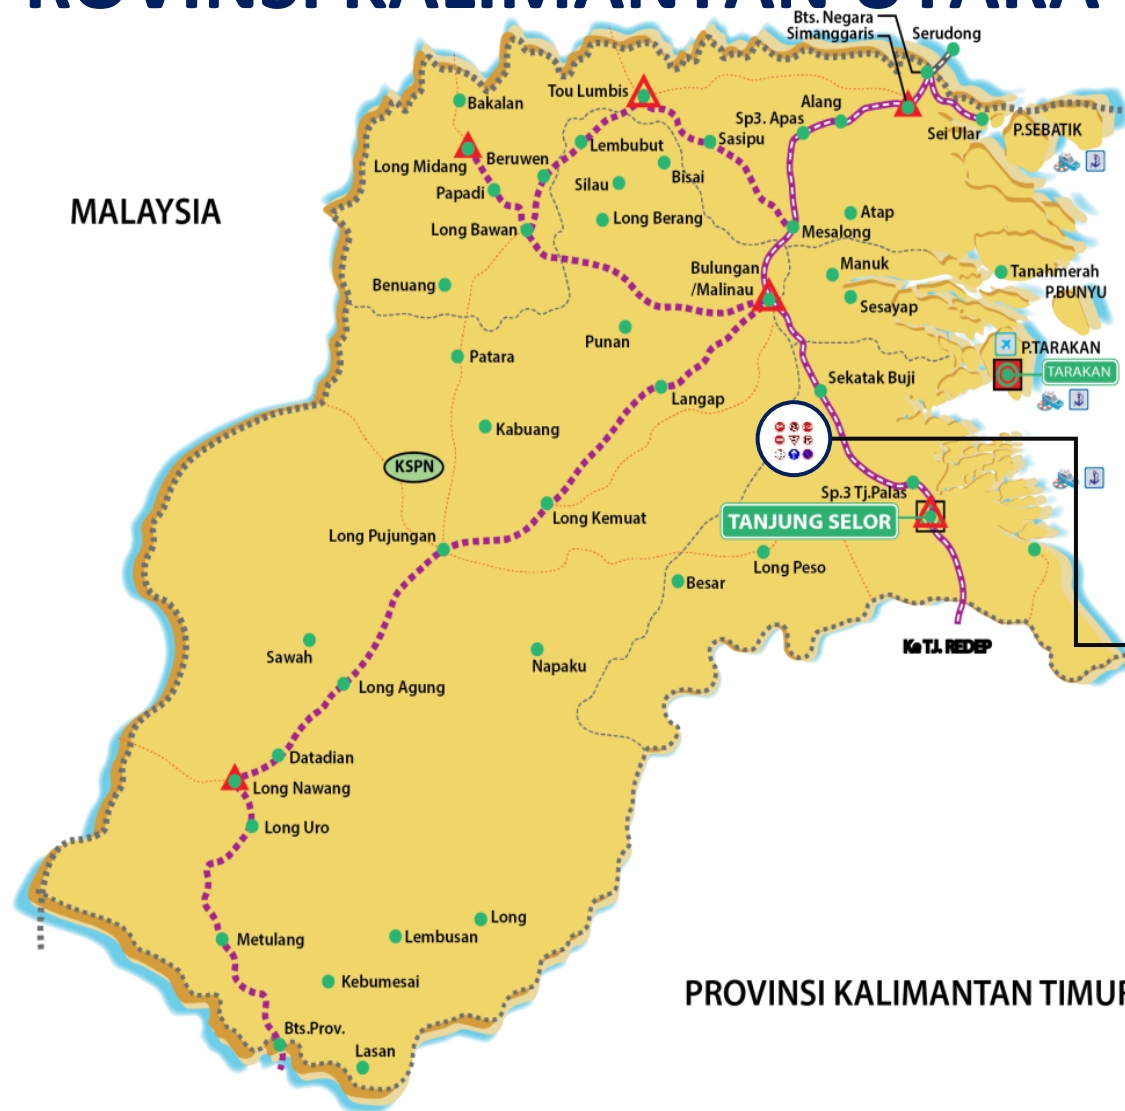 ROVINSI KALIMANTAN UTARA
Bts. Negara
Simanggaris
Serudong
Tou Lumbis
Bakalan
Alang
Sp3. Apas
Sei Ular
P.SEBATIK
Sasipu
Lembubut
Long Midang
Beruwen
Bisai
Silau
Papadi
Long Berang
Atap
MALAYSIA
Long Bawan
Mesalong
Manuk
Bulungan
/Malinau
Tanahmerah
P.BUNYU
Benuang
Sesayap
Punan
P.TARAKAN
Patara
TARAKAN
Sekatak Buji
Langap
Kabuang
KSPN
Sp.3 Tj.Palas
Long Kemuat
TANJUNG SELOR
Long Pujungan
Long Peso
Besar
Ke TJ. REDEP
Sawah
Napaku
Long Agung
Datadian
Long Nawang
Long Uro
Long
Lembusan
Metulang
Kebumesai
PROVINSI KALIMANTAN TIMUR
Bts.Prov.
Lasan